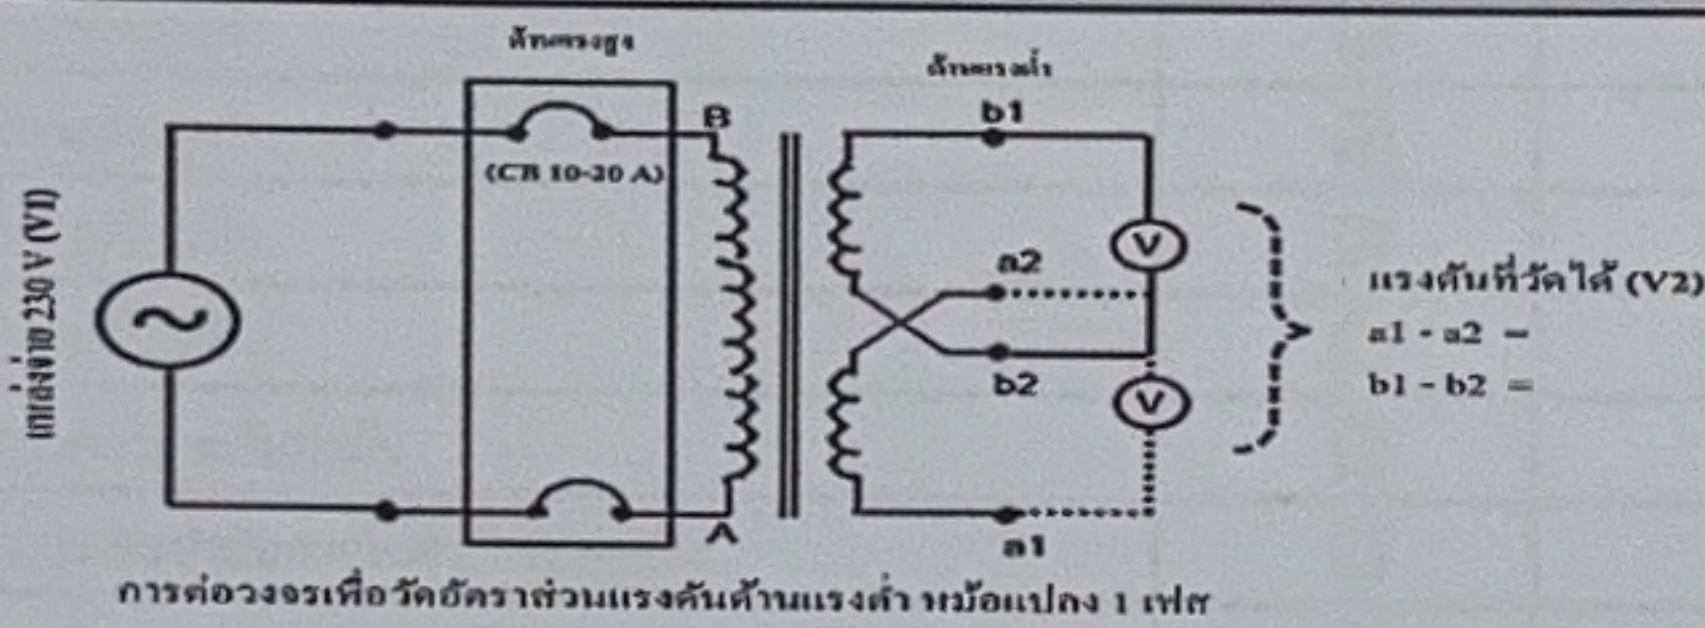 ด้านแรงสูง
ด้านแรงต่ำ
B
b1
(CB 10-20 A)
แหล่งจ่าย 230 V (V1)
V
a2
แรงดันที่วัดได้ (V2)
a1 - a2 =
b1 - b2 =
b2
V
A
a1
การต่อวงจรเพื่อวัดอัตราส่วนแรงดันด้านแรงต่ำ หม้อแปลง 1 เฟส